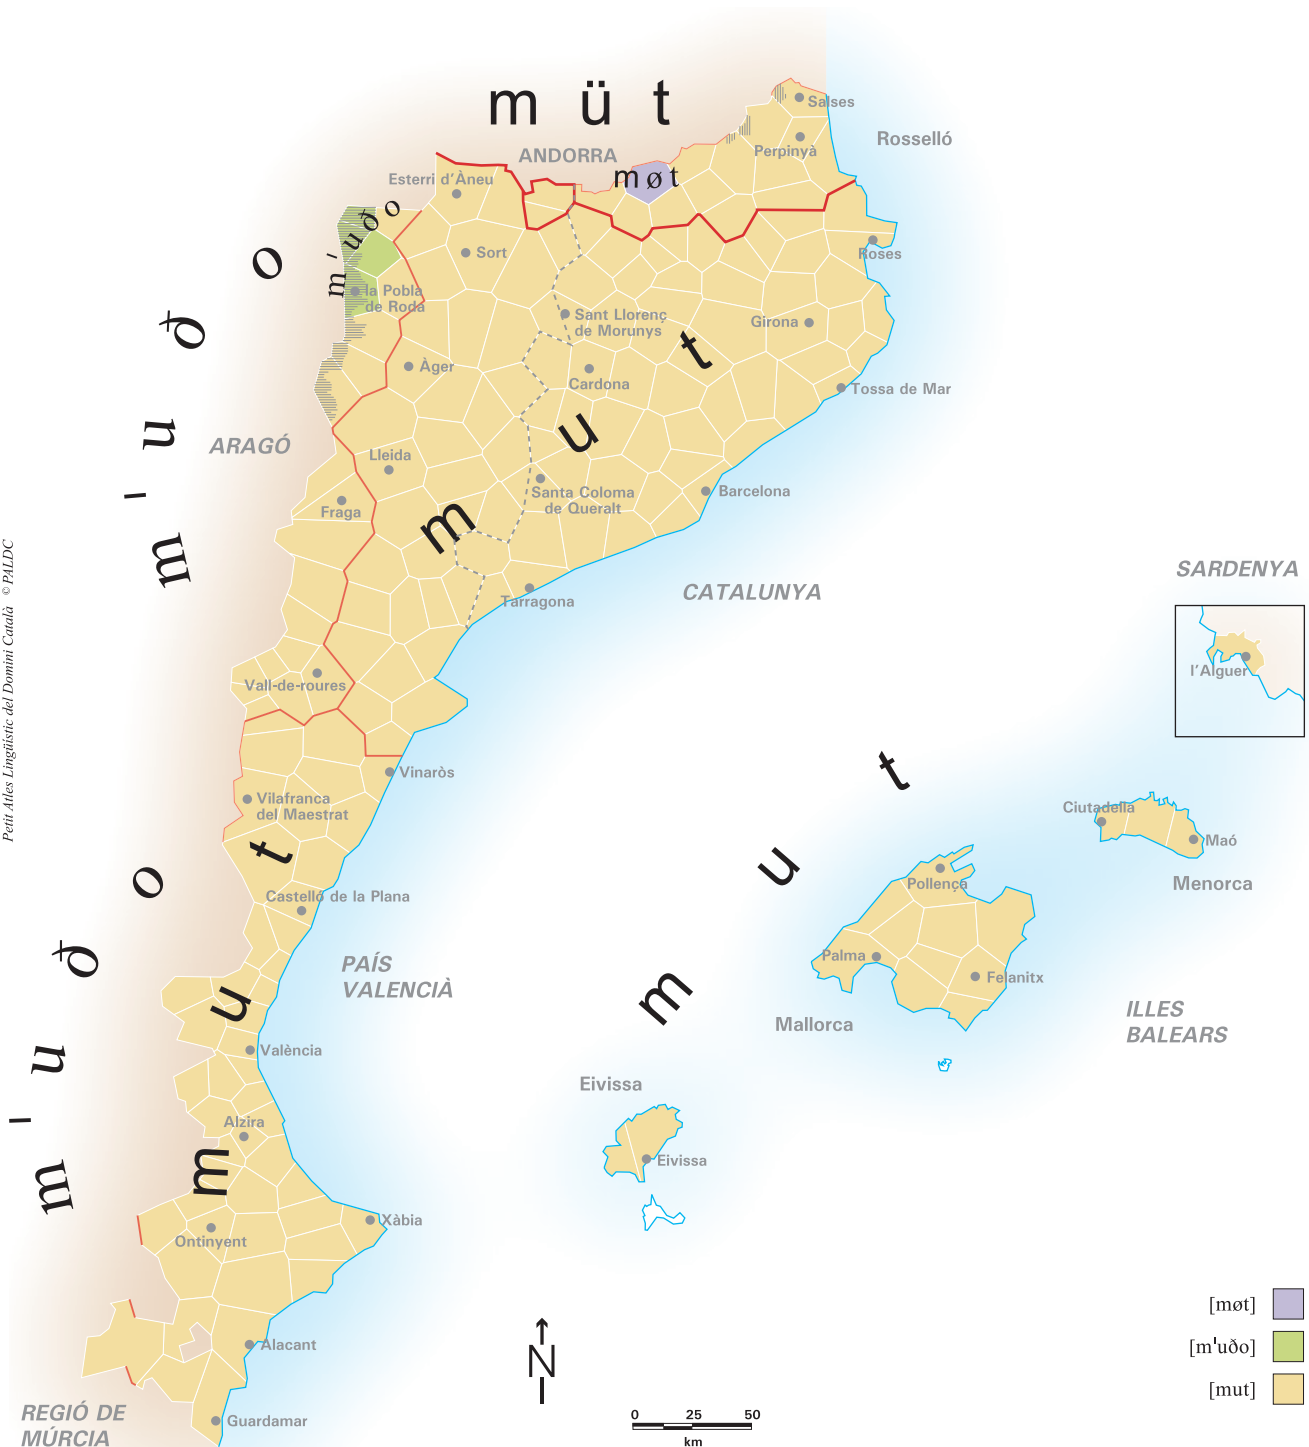 müt
ANDORRA
møt
Salses
Rosselló
Perpinyà
Esterri d'Àneu
m'uðo
Sort
Roses
la Pobla
de Roda
Sant Llorenç
de Morunys
Girona
m'uðo
Àger
Cardona
Tossa de Mar
ARAGÓ
mut
Lleida
Santa Coloma
de Queralt
Barcelona
Fraga
Petit Atles Lingüístic del Domini Català © PALDC
SARDENYA
CATALUNYA
Tarragona
l'Alguer
Vall-de-roures
Vinaròs
Vilafranca
del Maestrat
Ciutadella
Maó
mut
Pollença
Menorca
Castelló de la Plana
m'uðo
mut
PAÍS
VALENCIÀ
Palma
Felanitx
Mallorca
ILLES
BALEARS
València
Eivissa
Alzira
Eivissa
Xàbia
Ontinyent
[møt]
[m'uðo]
[mut]
Alacant
N
REGIÓ DE
MÚRCIA
Guardamar
0 25 50
km